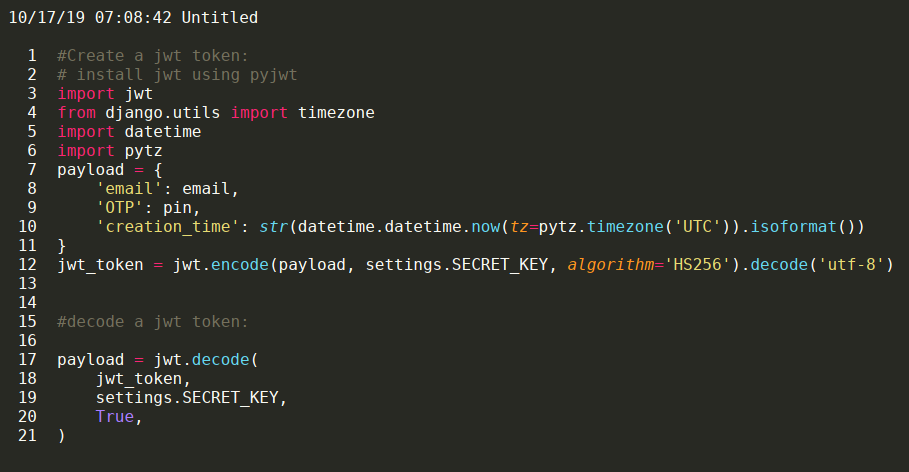 10/17/19 07:08:42 Untitled
1 #Create a jwt token:
2 # install jwt using pyjwt
3 import jwt
4 from django.utils import timezone
5 import datetime
6 import pytz
7 payload = {
8     'email': email,
9     'OTP': pin,
10     'creation_time': str(datetime.datetime.now(tz=pytz.timezone('UTC')).isoformat())
11 }
12 jwt_token = jwt.encode(payload, settings.SECRET_KEY, algorithm='HS256').decode('utf-8')
13
14
15 #decode a jwt token:
16
17 payload = jwt.decode(
18     jwt_token,
19     settings.SECRET_KEY,
20     True,
21 )